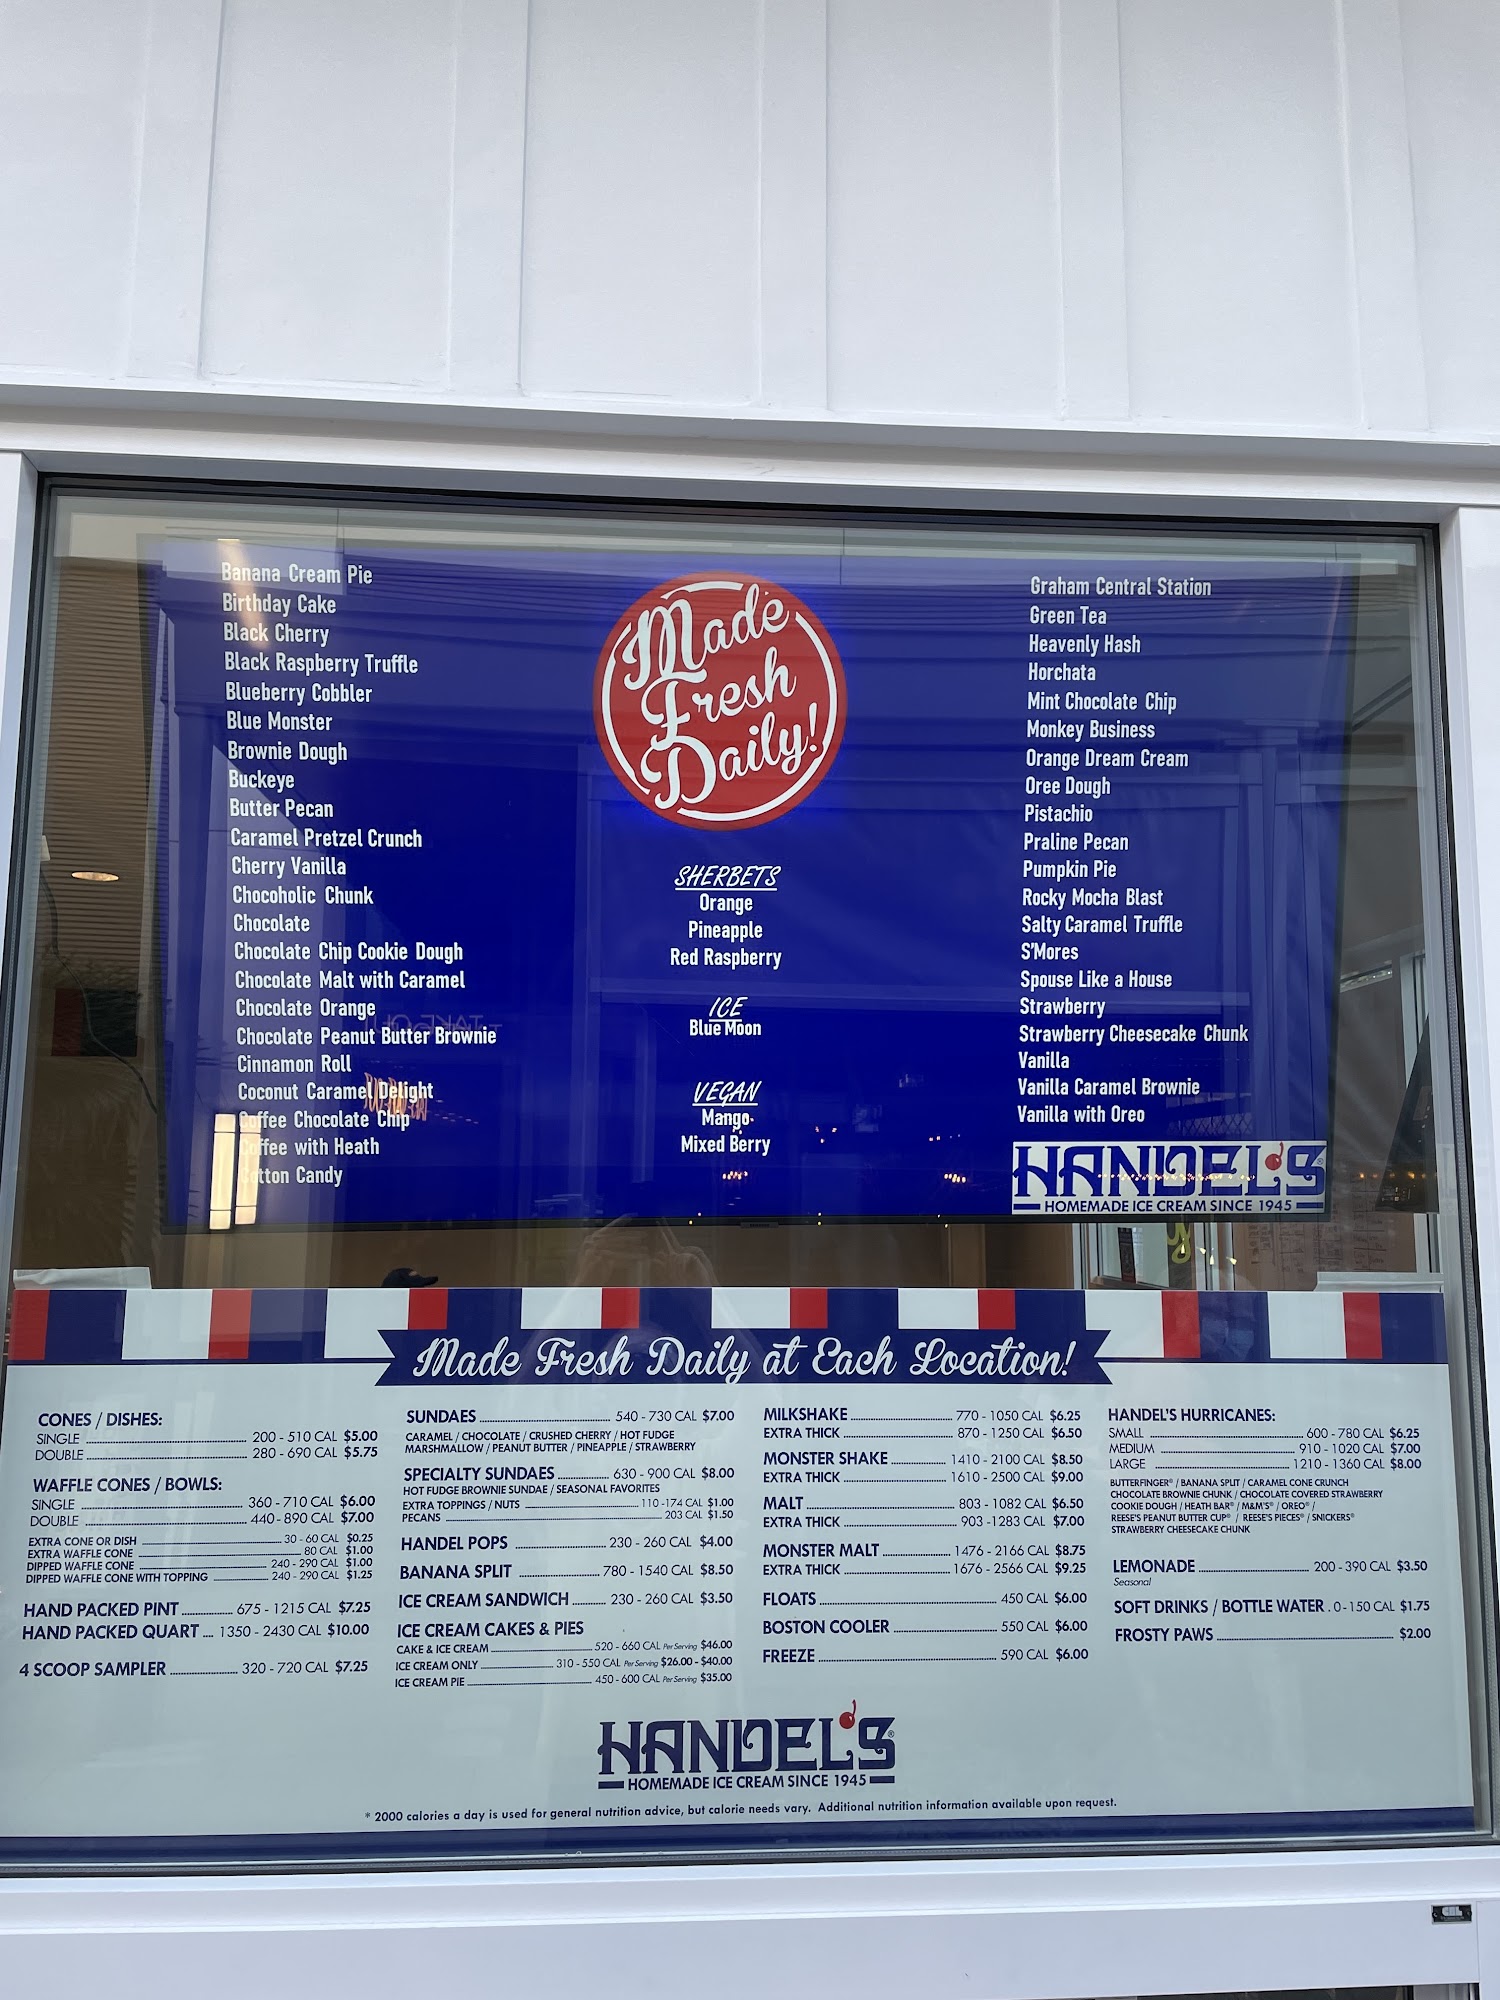 Banana Cream Pie
Birthday Cake
Black Cherry
Black Raspberry Truffle
Blueberry Cobbler
Blue Monster
Brownie Dough
Buckeye
Butter Pecan
Caramel Pretzel Crunch
Cherry Vanilla
Chocoholic Chunk
Chocolate
Chocolate Chip Cookie Dough
Chocolate Malt with Caramel
Chocolate Orange
Chocolate Peanut Butter Brownie
Cinnamon Roll
Coconut Caramel Delight
Coffee Chocolate Chip
Coffee with Heath
Cotton Candy
Made
Fresh
Daily!
SHERBETS
Orange
Pineapple
Red Raspberry
ICE
Blue Moon
VEGAN
Mango
Mixed Berry
Graham Central Station
Green Tea
Heavenly Hash
Horchata
Mint Chocolate Chip
Monkey Business
Orange Dream Cream
Oree Dough
Pistachio
Praline Pecan
Pumpkin Pie
Rocky Mocha Blast
Salty Caramel Truffle
S'Mores
Spouse Like a House
Strawberry
Strawberry Cheesecake Chunk
Vanilla
Vanilla Caramel Brownie
Vanilla with Oreo
HANDEL'S®
HOMEMADE ICE CREAM SINCE 1945
Made Fresh Daily at Each Location!
CONES / DISHES:
SINGLE 200 - 510 CAL $5.00
DOUBLE 280 - 690 CAL $5.75
WAFFLE CONES / BOWLS:
SINGLE 360 - 710 CAL $6.00
DOUBLE 440 - 890 CAL $7.00
EXTRA CONE OR DISH 30 - 60 CAL $0.25
EXTRA WAFFLE CONE 80 CAL $1.00
DIPPED WAFFLE CONE 240 - 290 CAL $1.00
DIPPED WAFFLE CONE WITH TOPPING 240 - 290 CAL $1.25
HAND PACKED PINT 675 - 1215 CAL $7.25
HAND PACKED QUART 1350 - 2430 CAL $10.00
4 SCOOP SAMPLER 320 - 720 CAL $7.25
SUNDAES 540 - 730 CAL $7.00
CARAMEL / CHOCOLATE / CRUSHED CHERRY / HOT FUDGE
MARSHMALLOW / PEANUT BUTTER / PINEAPPLE / STRAWBERRY
SPECIALTY SUNDAES 630 - 900 CAL $8.00
HOT FUDGE BROWNIE SUNDAE / SEASONAL FAVORITES
EXTRA TOPPINGS / NUTS 110 -174 CAL $1.00
PECANS 203 CAL $1.50
HANDEL POPS 230 - 260 CAL $4.00
BANANA SPLIT 780 - 1540 CAL $8.50
ICE CREAM SANDWICH 230 - 260 CAL $3.50
ICE CREAM CAKES & PIES
CAKE & ICE CREAM 520 - 660 CAL Per Serving $46.00
ICE CREAM ONLY 310 - 550 CAL Per Serving $26.00 - $40.00
ICE CREAM PIE 450 - 600 CAL Per Serving $35.00
MILKSHAKE 770 - 1050 CAL $6.25
EXTRA THICK 870 - 1250 CAL $6.50
MONSTER SHAKE 1410 - 2100 CAL $8.50
EXTRA THICK 1610 - 2500 CAL $9.00
MALT 803 - 1082 CAL $6.50
EXTRA THICK 903 -1283 CAL $7.00
MONSTER MALT 1476 - 2166 CAL $8.75
EXTRA THICK 1676 - 2566 CAL $9.25
FLOATS 450 CAL $6.00
BOSTON COOLER 550 CAL $6.00
FREEZE 590 CAL $6.00
HANDEL'S HURRICANES:
SMALL 600 - 780 CAL $6.25
MEDIUM 910 - 1020 CAL $7.00
LARGE 1210 - 1360 CAL $8.00
BUTTERFINGER® / BANANA SPLIT / CARAMEL CONE CRUNCH
CHOCOLATE BROWNIE CHUNK / CHOCOLATE COVERED STRAWBERRY
COOKIE DOUGH / HEATH BAR® / M&M'S® / OREO® /
REESE'S PEANUT BUTTER CUP® / REESE'S PIECES® / SNICKERS®
STRAWBERRY CHEESECAKE CHUNK
LEMONADE 200 - 390 CAL $3.50
Seasonal
SOFT DRINKS / BOTTLE WATER . 0 - 150 CAL $1.75
FROSTY PAWS $2.00
HANDEL'S®
HOMEMADE ICE CREAM SINCE 1945
* 2000 calories a day is used for general nutrition advice, but calorie needs vary. Additional nutrition information available upon request.